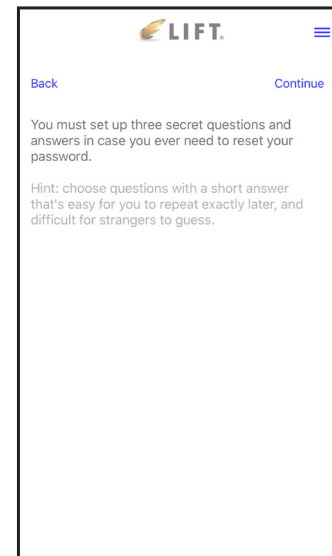 LIFT.
Back
Continue
You must set up three secret questions and
answers in case you ever need to reset your
password.
Hint: choose questions with a short answer
that's easy for you to repeat exactly later, and
difficult for strangers to guess.